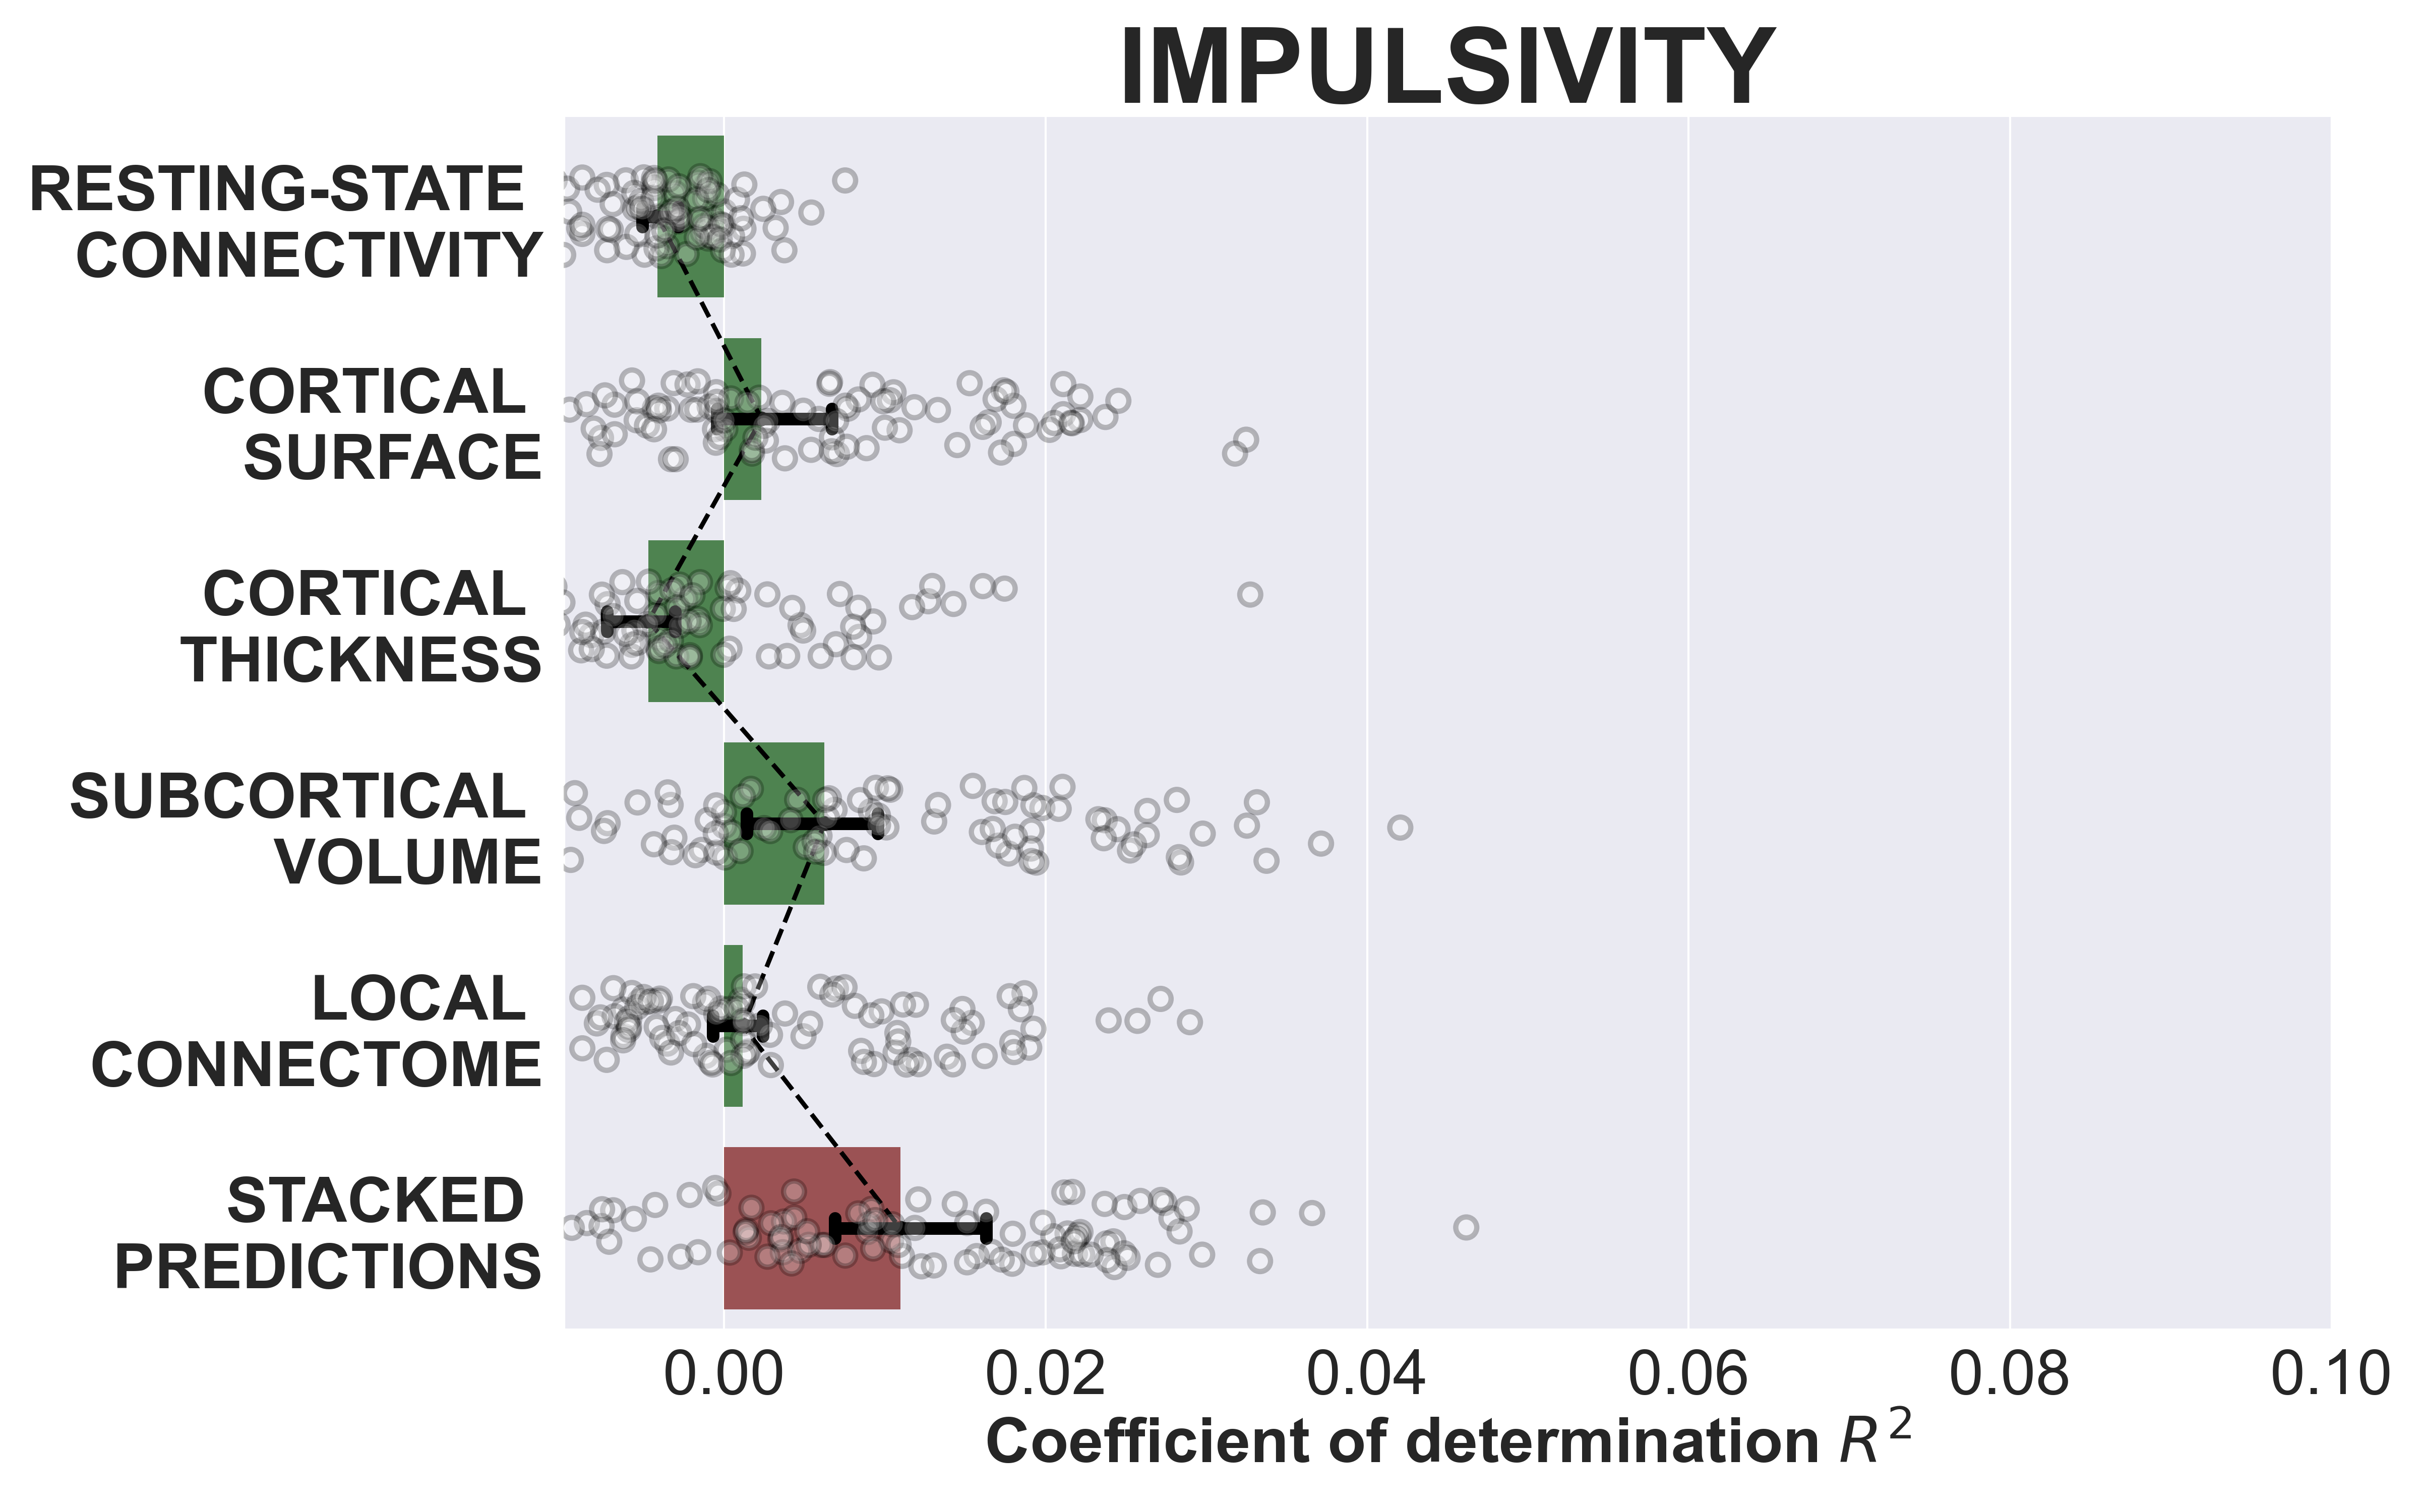 IMPULSIVITY
RESTING-STATE
CONNECTIVITY
CORTICAL
SURFACE
CORTICAL
THICKNESS
SUBCORTICAL
VOLUME
LOCAL
CONNECTOME
STACKED
PREDICTIONS
0.00 0.02 0.04 0.06 0.08 0.10
Coefficient of determination R²